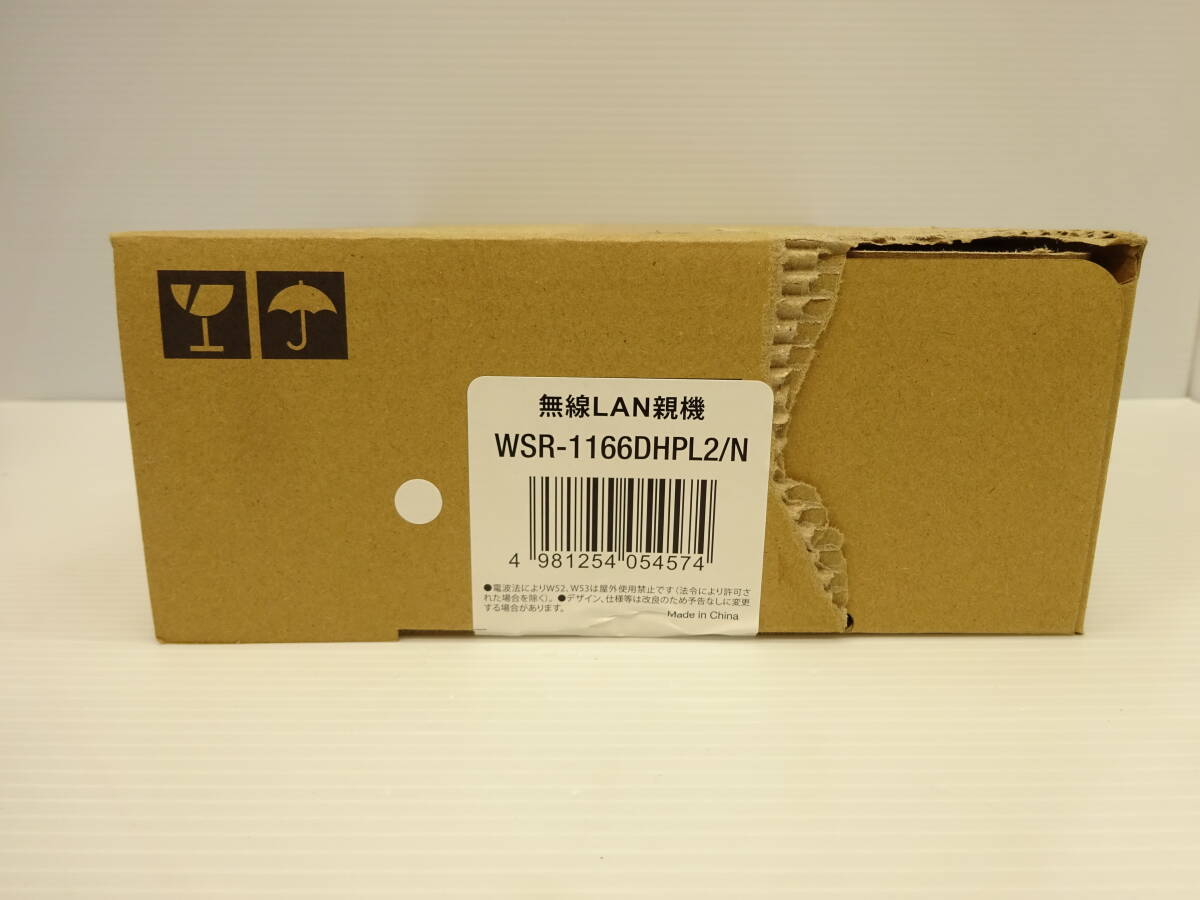 無線LAN親機
WSR-1166DHPL2/N
4 981254 054574
●電波法によりW52、W53は屋外使用禁止です(法令により許可さ
れた場合を除く)。●デザイン、仕様等は改良のため予告なしに変更
する場合があります。
Made in China